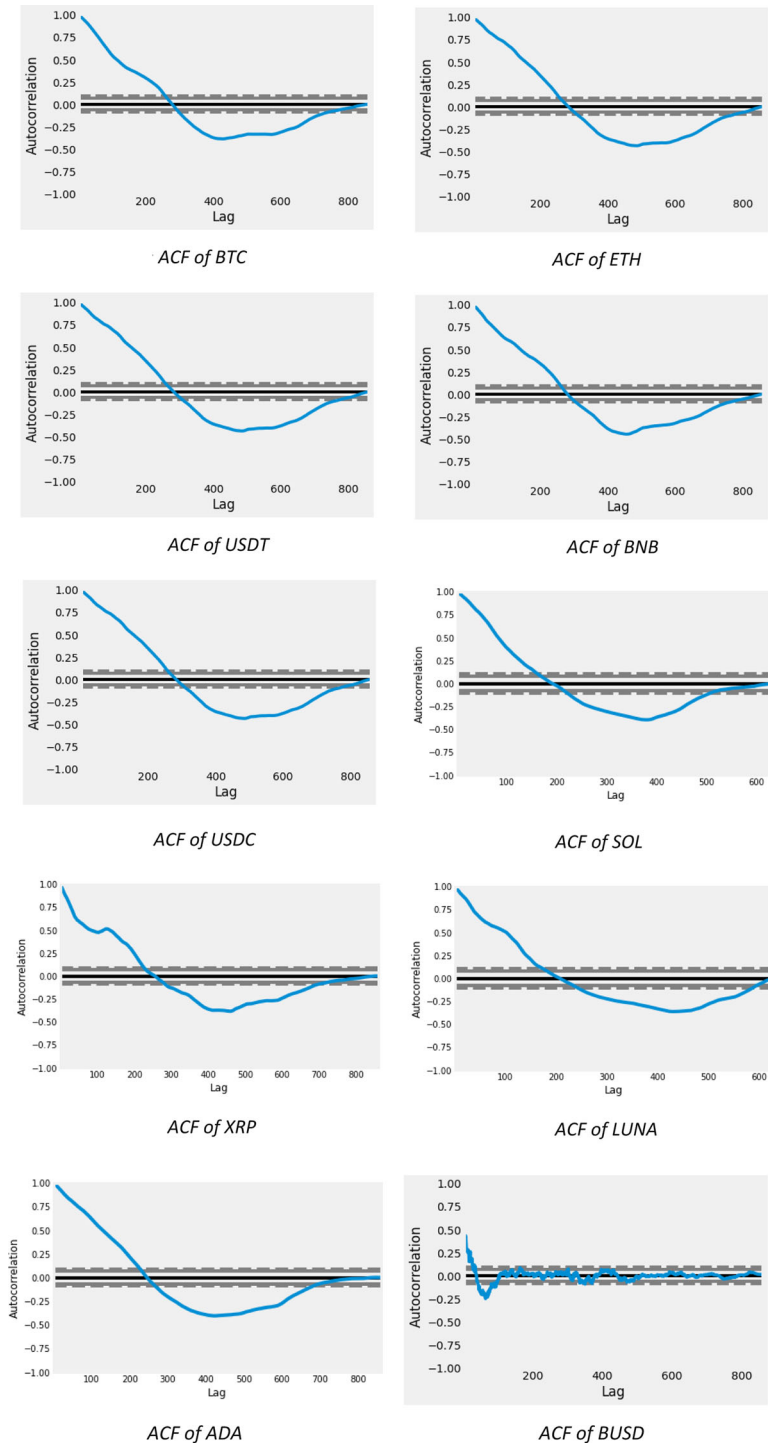 1.00
0.75
0.50
0.25
0.00
−0.25
−0.50
−0.75
−1.00
Autocorrelation
200 400 600 800
Lag
ACF of BTC
1.00
0.75
0.50
0.25
0.00
−0.25
−0.50
−0.75
−1.00
Autocorrelation
200 400 600 800
Lag
ACF of ETH
1.00
0.75
0.50
0.25
0.00
−0.25
−0.50
−0.75
−1.00
Autocorrelation
200 400 600 800
Lag
ACF of USDT
1.00
0.75
0.50
0.25
0.00
−0.25
−0.50
−0.75
−1.00
Autocorrelation
200 400 600 800
Lag
ACF of BNB
1.00
0.75
0.50
0.25
0.00
−0.25
−0.50
−0.75
−1.00
Autocorrelation
200 400 600 800
Lag
ACF of USDC
1.00
0.75
0.50
0.25
0.00
−0.25
−0.50
−0.75
−1.00
Autocorrelation
100 200 300 400 500 600
Lag
ACF of SOL
1.00
0.75
0.50
0.25
0.00
−0.25
−0.50
−0.75
−1.00
Autocorrelation
100 200 300 400 500 600 700 800
Lag
ACF of XRP
1.00
0.75
0.50
0.25
0.00
−0.25
−0.50
−0.75
−1.00
Autocorrelation
100 200 300 400 500 600
Lag
ACF of LUNA
1.00
0.75
0.50
0.25
0.00
−0.25
−0.50
−0.75
−1.00
Autocorrelation
100 200 300 400 500 600 700 800
Lag
ACF of ADA
1.00
0.75
0.50
0.25
0.00
−0.25
−0.50
−0.75
−1.00
Autocorrelation
200 400 600 800
Lag
ACF of BUSD